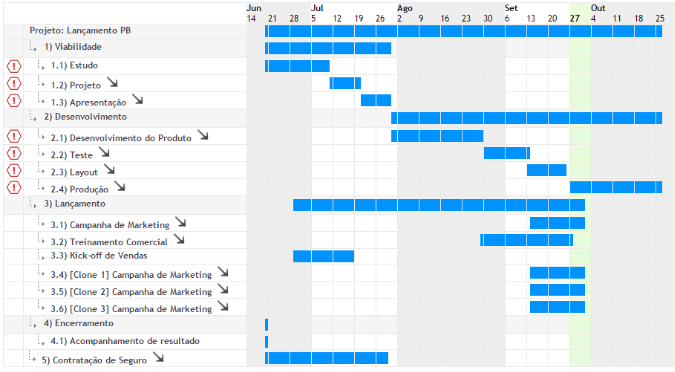 Jun Jul Ago Set Out
14 21 28 5 12 19 26 2 9 16 23 30 6 13 20 27 4 11 18 25
Projeto: Lançamento PB
1) Viabilidade
1.1) Estudo
1.2) Projeto
1.3) Apresentação
2) Desenvolvimento
2.1) Desenvolvimento do Produto
2.2) Teste
2.3) Layout
2.4) Produção
3) Lançamento
3.1) Campanha de Marketing
3.2) Treinamento Comercial
3.3) Kick-off de Vendas
3.4) [Clone 1] Campanha de Marketing
3.5) [Clone 2] Campanha de Marketing
3.6) [Clone 3] Campanha de Marketing
4) Encerramento
4.1) Acompanhamento de resultado
5) Contratação de Seguro